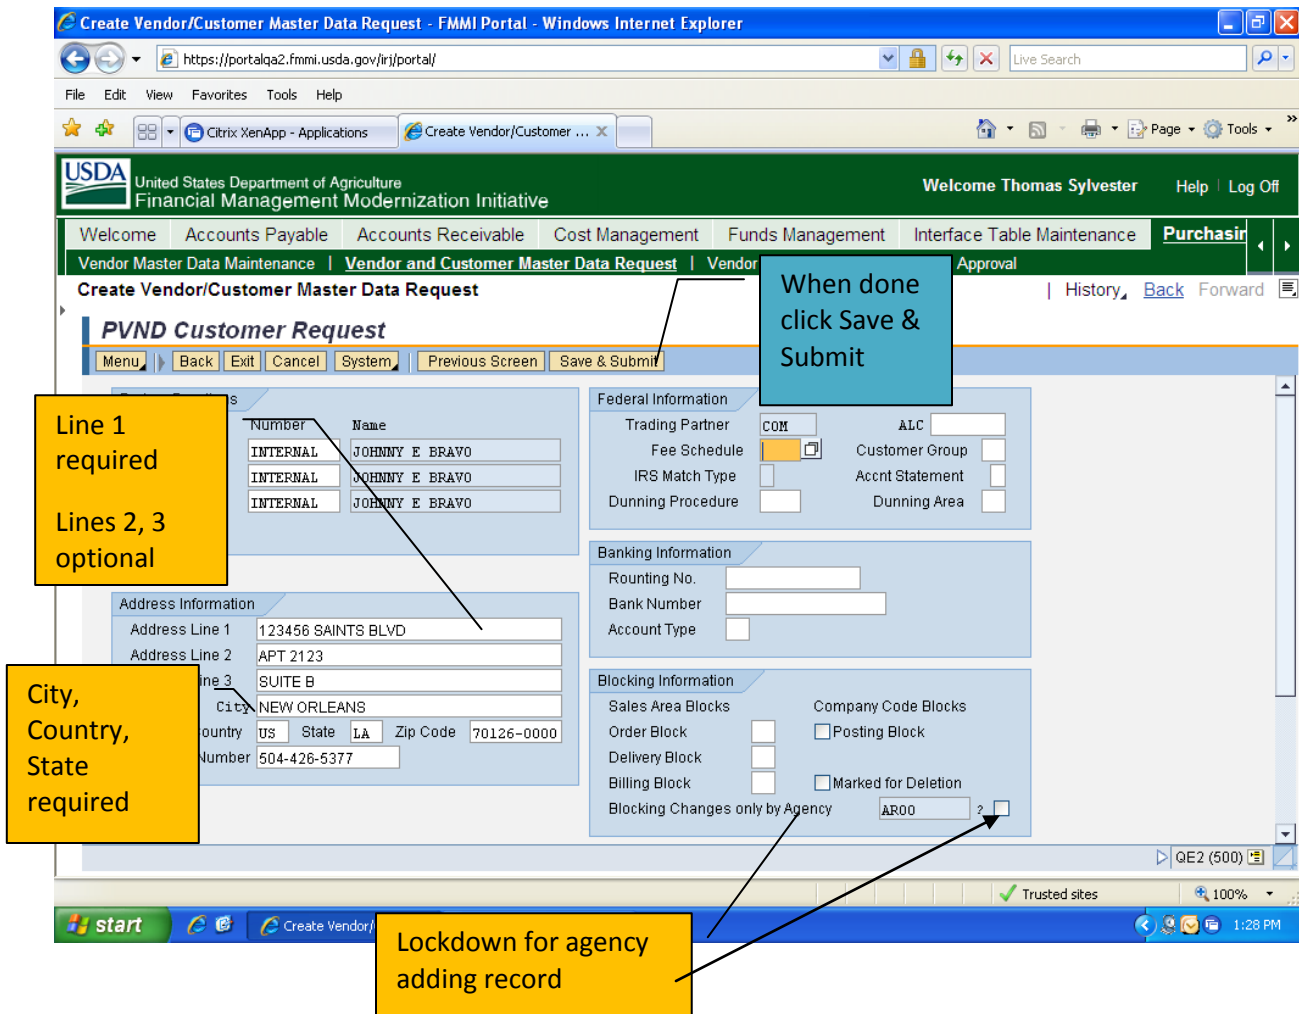 Create Vendor/Customer Master Data Request - FMMI Portal - Windows Internet Explorer
https://portalqa2.fmmi.usda.gov/irj/portal/
Live Search
File Edit View Favorites Tools Help
Citrix XenApp - Applications
Create Vendor/Customer ...
Page Tools
USDA
United States Department of Agriculture
Financial Management Modernization Initiative
Welcome Thomas Sylvester Help Log Off
Welcome Accounts Payable Accounts Receivable Cost Management Funds Management Interface Table Maintenance Purchasin
Vendor Master Data Maintenance | Vendor and Customer Master Data Request | Vendor Approval
Create Vendor/Customer Master Data Request
| History Back Forward
When done
click Save &
Submit
PVND Customer Request
Menu Back Exit Cancel System Previous Screen Save & Submit
Line 1
required
Lines 2, 3
optional
Number Name
INTERNAL JOHNNY E BRAVO
INTERNAL JOHNNY E BRAVO
INTERNAL JOHNNY E BRAVO
Federal Information
Trading Partner COM ALC
Fee Schedule Customer Group
IRS Match Type Accnt Statement
Dunning Procedure Dunning Area
Banking Information
Rounting No.
Bank Number
Account Type
Address Information
Address Line 1 123456 SAINTS BLVD
Address Line 2 APT 2123
ine 3 SUITE B
City NEW ORLEANS
ountry US State LA Zip Code 70126-0000
Number 504-426-5377
City,
Country,
State
required
Blocking Information
Sales Area Blocks Company Code Blocks
Order Block Posting Block
Delivery Block
Billing Block Marked for Deletion
Blocking Changes only by Agency AR00 ?
QE2 (500)
Trusted sites 100%
start Create Vendor/ 1:28 PM
Lockdown for agency
adding record